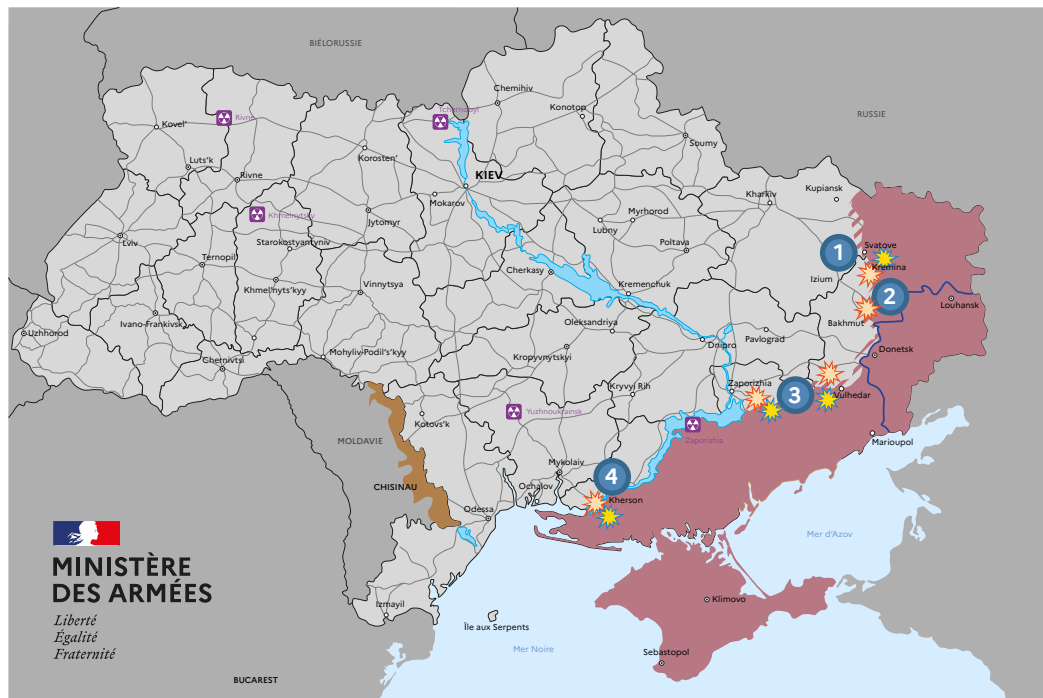 BIÉLORUSSIE
RUSSIE
Chernihiv
Tchernobyl
Konotop
Rivne
Kovel'
Soumy
Korosten'
Luts'k
KIEV
Rivne
Kharkiv
Kupiansk
Mokarov
Khmelnytsky
Jytomyr
Myrhorod
Lubny
Lviv
Starokostyantyniv
Poltava
1
Svatove
Ternopil
Cherkasy
Kremina
Izium
Khmel'nyts'kyy
Vinnytsya
Kremenchuk
2
Louhansk
Ivano-Frankivsk
Oleksandriya
Bakhmut
Uzhhorod
Pavlograd
Dnipro
Mohyliv-Podil's'kyy
Kropyvnytskyi
Donetsk
Chernivtsi
Zaporizhia
Kryvyi Rih
3
Vulhedar
Yuzhnoukrainsk
Kotovs'k
MOLDAVIE
Zaporizhia
Marioupol
Mykolaiv
4
CHISINAU
Ochakov
Kherson
Odessa
Mer d'Azov
MINISTÈRE
DES ARMÉES
Liberté
Égalité
Fraternité
Izmayil
Klimovo
Île aux Serpents
Mer Noire
Sebastopol
BUCAREST